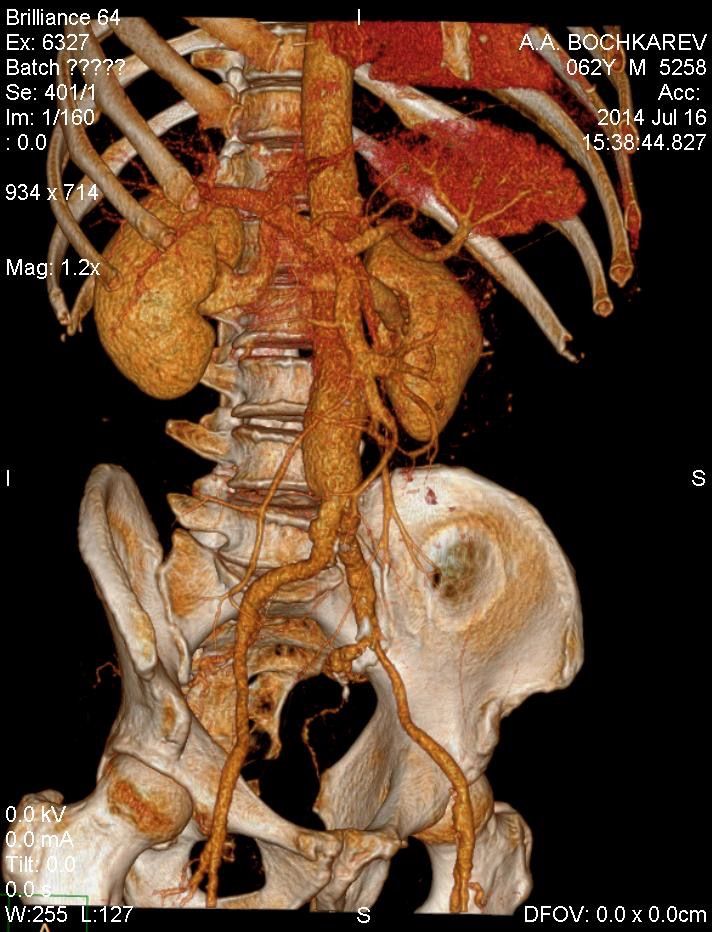 Brilliance 64
Ex: 6327
Batch ?????
Se: 401/1
Im: 1/160
: 0.0
934 x 714
Mag: 1.2x
I
A.A. BOCHKAREV
062Y M 5258
Acc:
2014 Jul 16
15:38:44.827
I
S
0.0 kV
0.0 mA
Tilt: 0.0
0.0 s
W:255 L:127
S
DFOV: 0.0 x 0.0cm
A